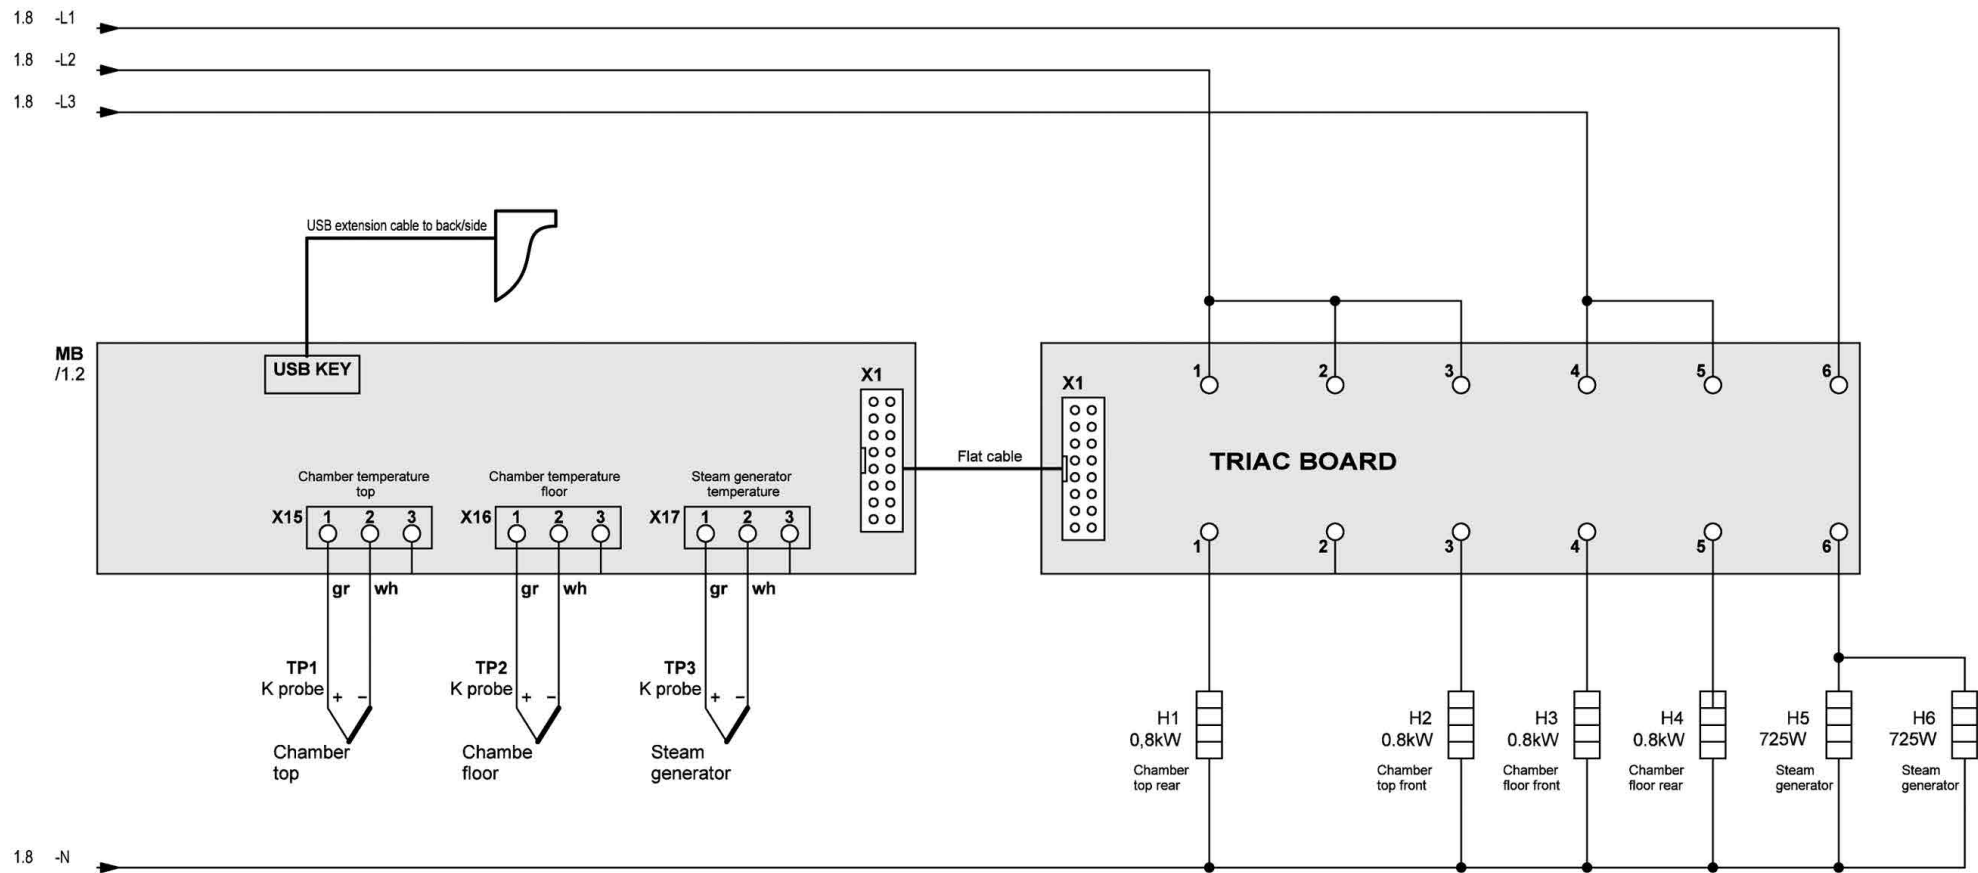 1.8 -L1
1.8 -L2
1.8 -L3
USB extension cable to back/side
MB
/1.2
USB KEY
X1
X1
1 2 3 4 5 6
Flat cable
TRIAC BOARD
Chamber temperature
top
Chamber temperature
floor
Steam generator
temperature
X15 1 2 3
X16 1 2 3
X17 1 2 3
1 2 3 4 5 6
gr wh
gr wh
gr wh
TP1
K probe + −
Chamber
top
TP2
K probe + −
Chambe
floor
TP3
K probe + −
Steam
generator
H1
0,8kW
Chamber
top rear
H2
0.8kW
Chamber
top front
H3
0.8kW
Chamber
floor front
H4
0.8kW
Chamber
floor rear
H5
725W
Steam
generator
H6
725W
Steam
generator
1.8 -N